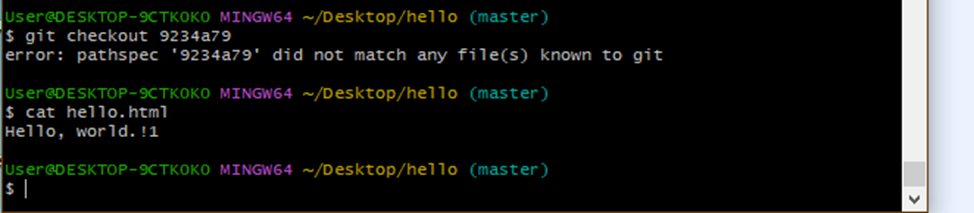 User@DESKTOP-9CTKOKO MINGW64 ~/Desktop/hello (master)
$ git checkout 9234a79
error: pathspec '9234a79' did not match any file(s) known to git
User@DESKTOP-9CTKOKO MINGW64 ~/Desktop/hello (master)
$ cat hello.html
Hello, world.!1
User@DESKTOP-9CTKOKO MINGW64 ~/Desktop/hello (master)
$